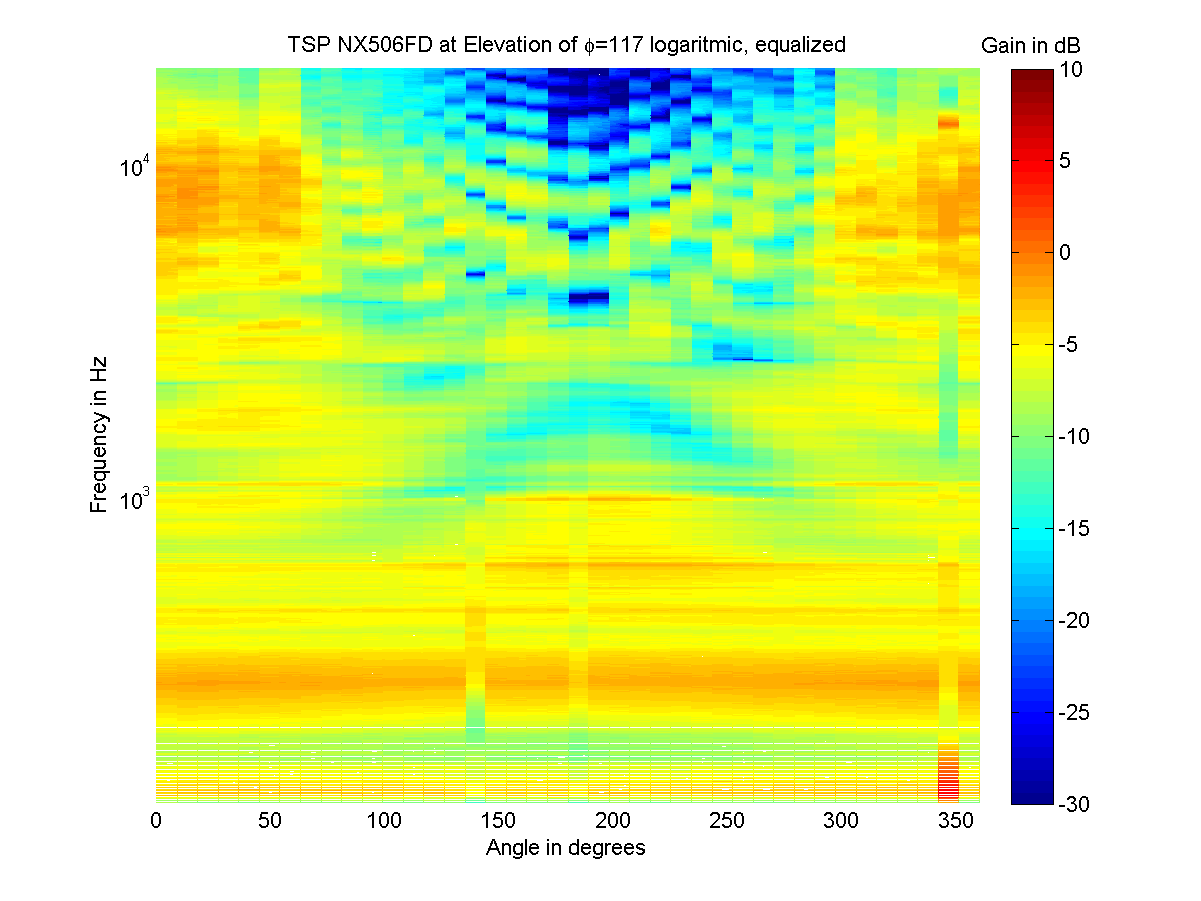 TSP NX506FD at Elevation of ϕ=117 logaritmic, equalized
Gain in dB
10
5
0
-5
-10
-15
-20
-25
-30
Frequency in Hz
10⁴
10³
0 50 100 150 200 250 300 350
Angle in degrees